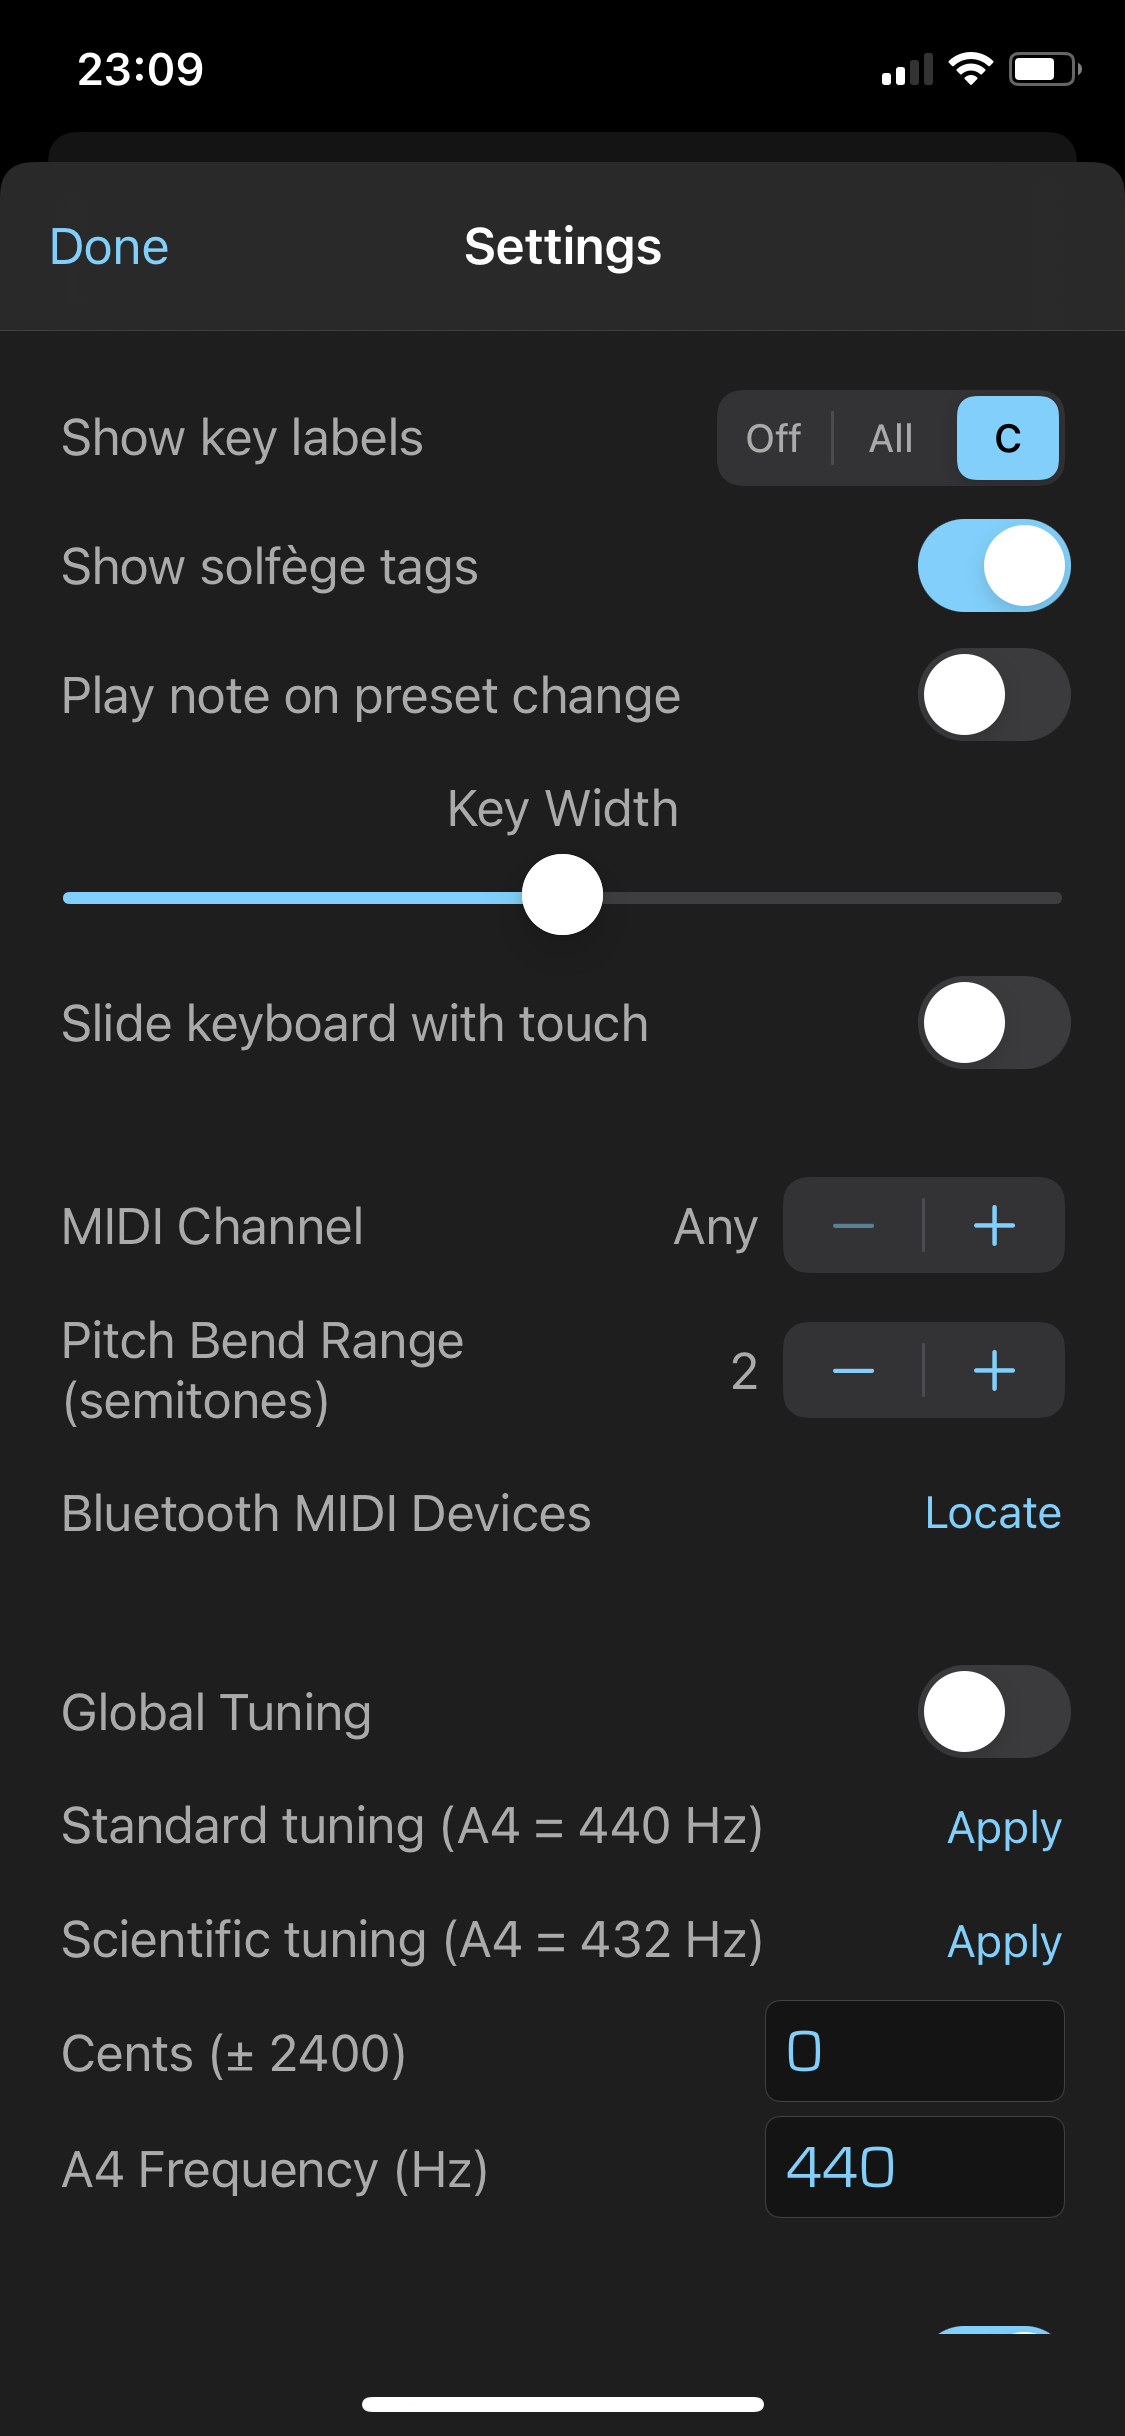 23:09
Done
Settings
Show key labels
Off
All
C
Show solfège tags
Play note on preset change
Key Width
Slide keyboard with touch
MIDI Channel
Any
Pitch Bend Range
(semitones)
2
Bluetooth MIDI Devices
Locate
Global Tuning
Standard tuning (A4 = 440 Hz)
Apply
Scientific tuning (A4 = 432 Hz)
Apply
Cents (± 2400)
0
A4 Frequency (Hz)
440